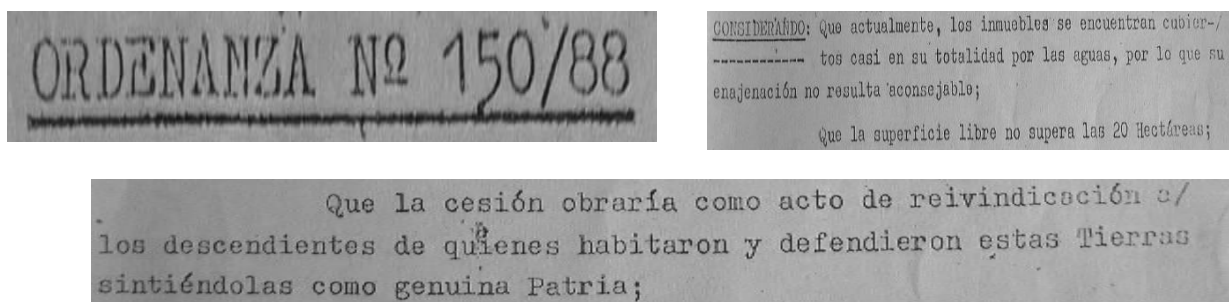 ORDENANZA Nº 150/88
CONSIDERANDO: Que actualmente, los inmuebles se encuentran cubier-/
------------ tos casi en su totalidad por las aguas, por lo que su
enajenación no resulta aconsejable;
Que la superficie libre no supera las 20 Hectáreas;
Que la cesión obraría como acto de reivindicación a/
los descendientes de quienes habitaron y defendieron estas Tierras
sintiéndolas como genuina Patria;